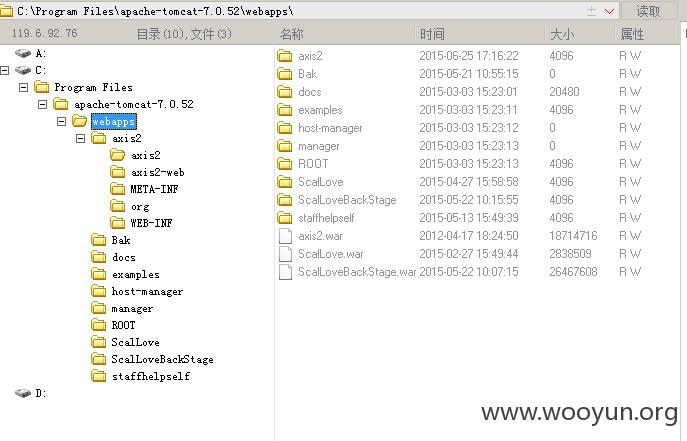 C:\Program Files\apache-tomcat-7.0.52\webapps\ 读取
119.6.92.76 目录(10),文件(3) 名称 时间 大小 属性
A:
C:
Program Files
apache-tomcat-7.0.52
webapps
axis2
axis2
axis2-web
META-INF
org
WEB-INF
Bak
docs
examples
host-manager
manager
ROOT
ScalLove
ScalLoveBackStage
staffhelpself
D:
axis2 2015-06-25 17:16:22 4096 R W
Bak 2015-05-21 10:55:15 0 R W
docs 2015-03-03 15:23:01 20480 R W
examples 2015-03-03 15:23:11 4096 R W
host-manager 2015-03-03 15:23:12 0 R W
manager 2015-03-03 15:23:13 0 R W
ROOT 2015-03-03 15:23:13 4096 R W
ScalLove 2015-04-27 15:58:58 4096 R W
ScalLoveBackStage 2015-05-22 10:15:55 4096 R W
staffhelpself 2015-05-13 15:49:39 4096 R W
axis2.war 2012-04-17 18:24:50 18714716 R W
ScalLove.war 2015-02-27 15:49:44 2838509 R W
ScalLoveBackStage.war 2015-05-22 10:07:15 26467608 R W
www.wooyun.org